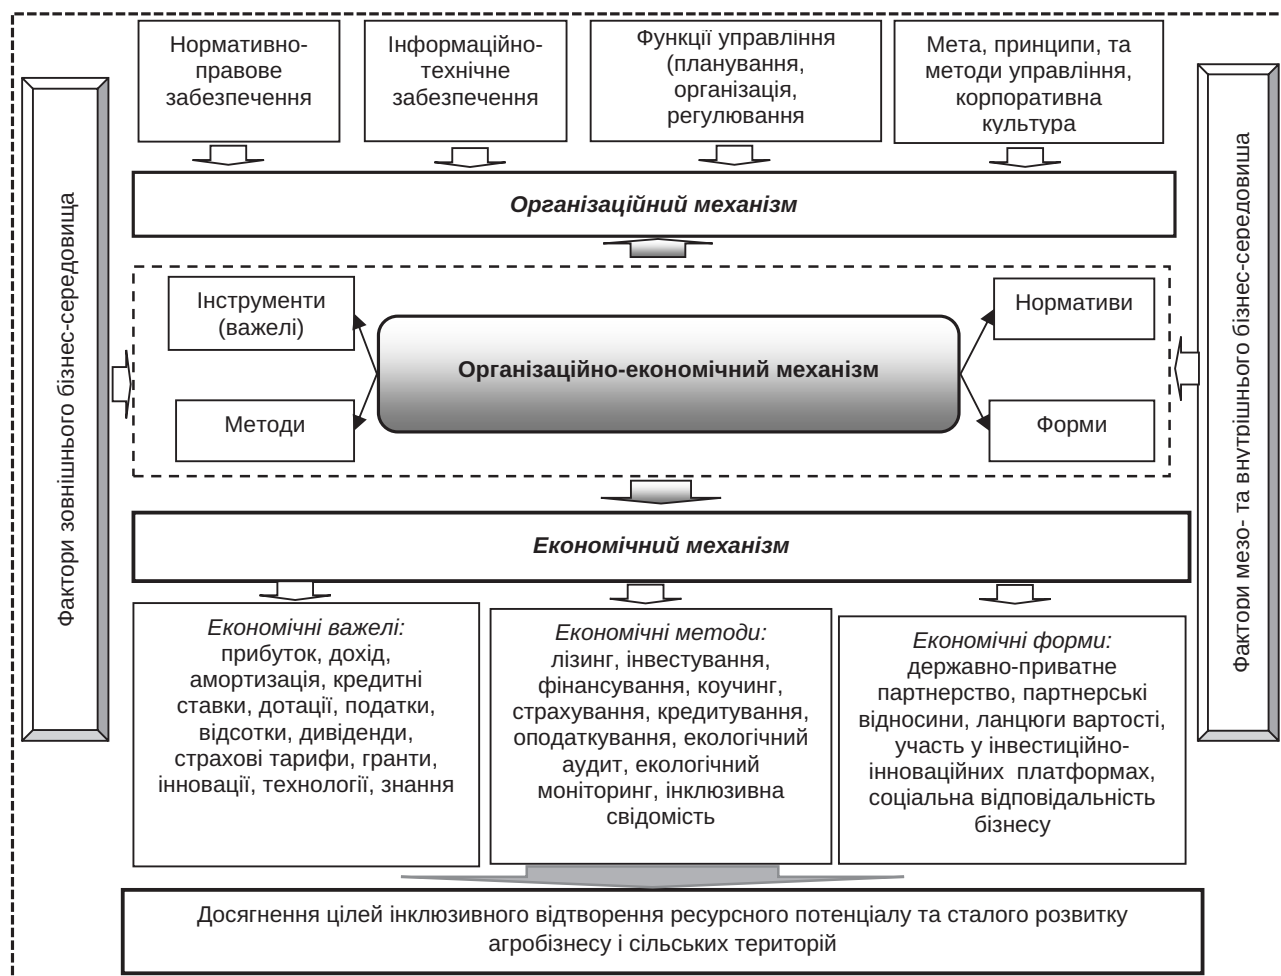 Нормативно-
правове
забезпечення
Інформаційно-
технічне
забезпечення
Функції управління
(планування,
організація,
регулювання
Мета, принципи, та
методи управління,
корпоративна
культура
Фактори зовнішнього бізнес-середовища
Організаційний механізм
Інструменти
(важелі)
Методи
Організаційно-економічний механізм
Нормативи
Форми
Фактори мезо- та внутрішнього бізнес-середовиша
Економічний механізм
Економічні важелі:
прибуток, дохід,
амортизація, кредитні
ставки, дотації, податки,
відсотки, дивіденди,
страхові тарифи, гранти,
інновації, технології, знання
Економічні методи:
лізинг, інвестування,
фінансування, коучинг,
страхування, кредитування,
оподаткування, екологічний
аудит, екологічний
моніторинг, інклюзивна
свідомість
Економічні форми:
державно-приватне
партнерство, партнерські
відносини, ланцюги вартості,
участь у інвестиційно-
інноваційних платформах,
соціальна відповідальність
бізнесу
Досягнення цілей інклюзивного відтворення ресурсного потенціалу та сталого розвитку
агробізнесу і сільських територій